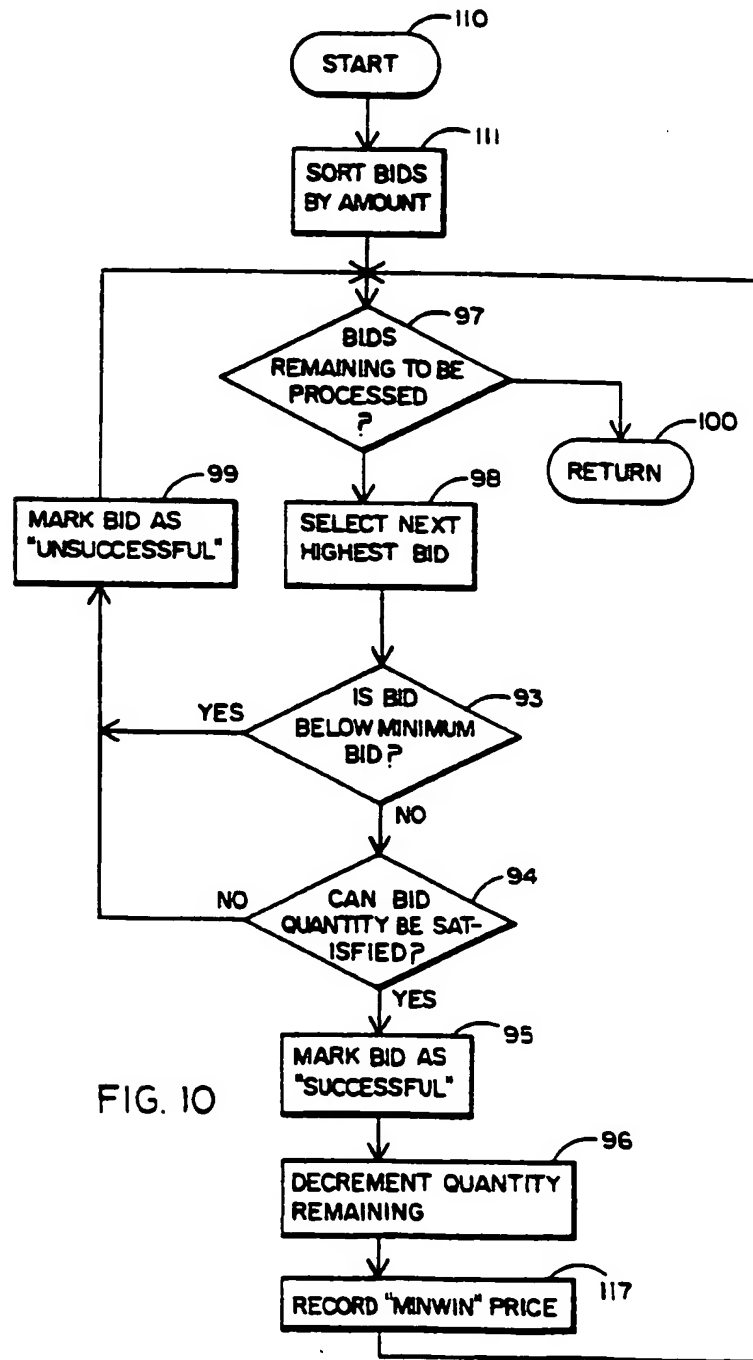 110
START
111
SORT BIDS
BY AMOUNT
97
BIDS
REMAINING TO BE
PROCESSED
?
100
RETURN
99
MARK BID AS
"UNSUCCESSFUL"
98
SELECT NEXT
HIGHEST BID
93
IS BID
BELOW MINIMUM
BID?
YES
NO
94
CAN BID
QUANTITY BE SAT-
ISFIED?
NO
YES
95
MARK BID AS
"SUCCESSFUL"
FIG. 10
96
DECREMENT QUANTITY
REMAINING
117
RECORD "MINWIN" PRICE